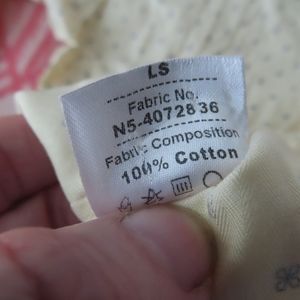 LS
Fabric No.
N5-4072836
Fabric Composition
100% Cotton